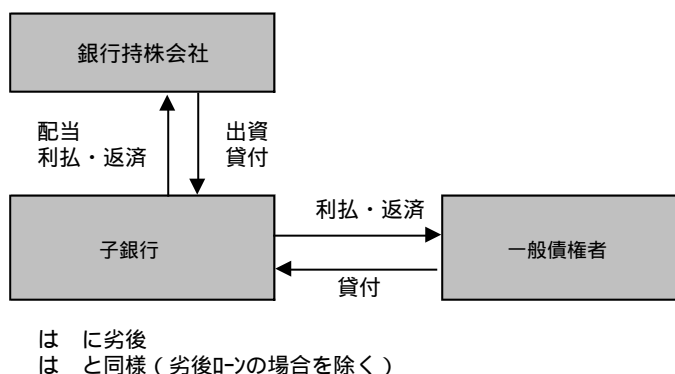 銀行持株会社
配当
利払・返済
出資
貸付
子銀行
利払・返済
一般債権者
貸付
は　に劣後
は　と同様（劣後ﾛｰﾝの場合を除く）